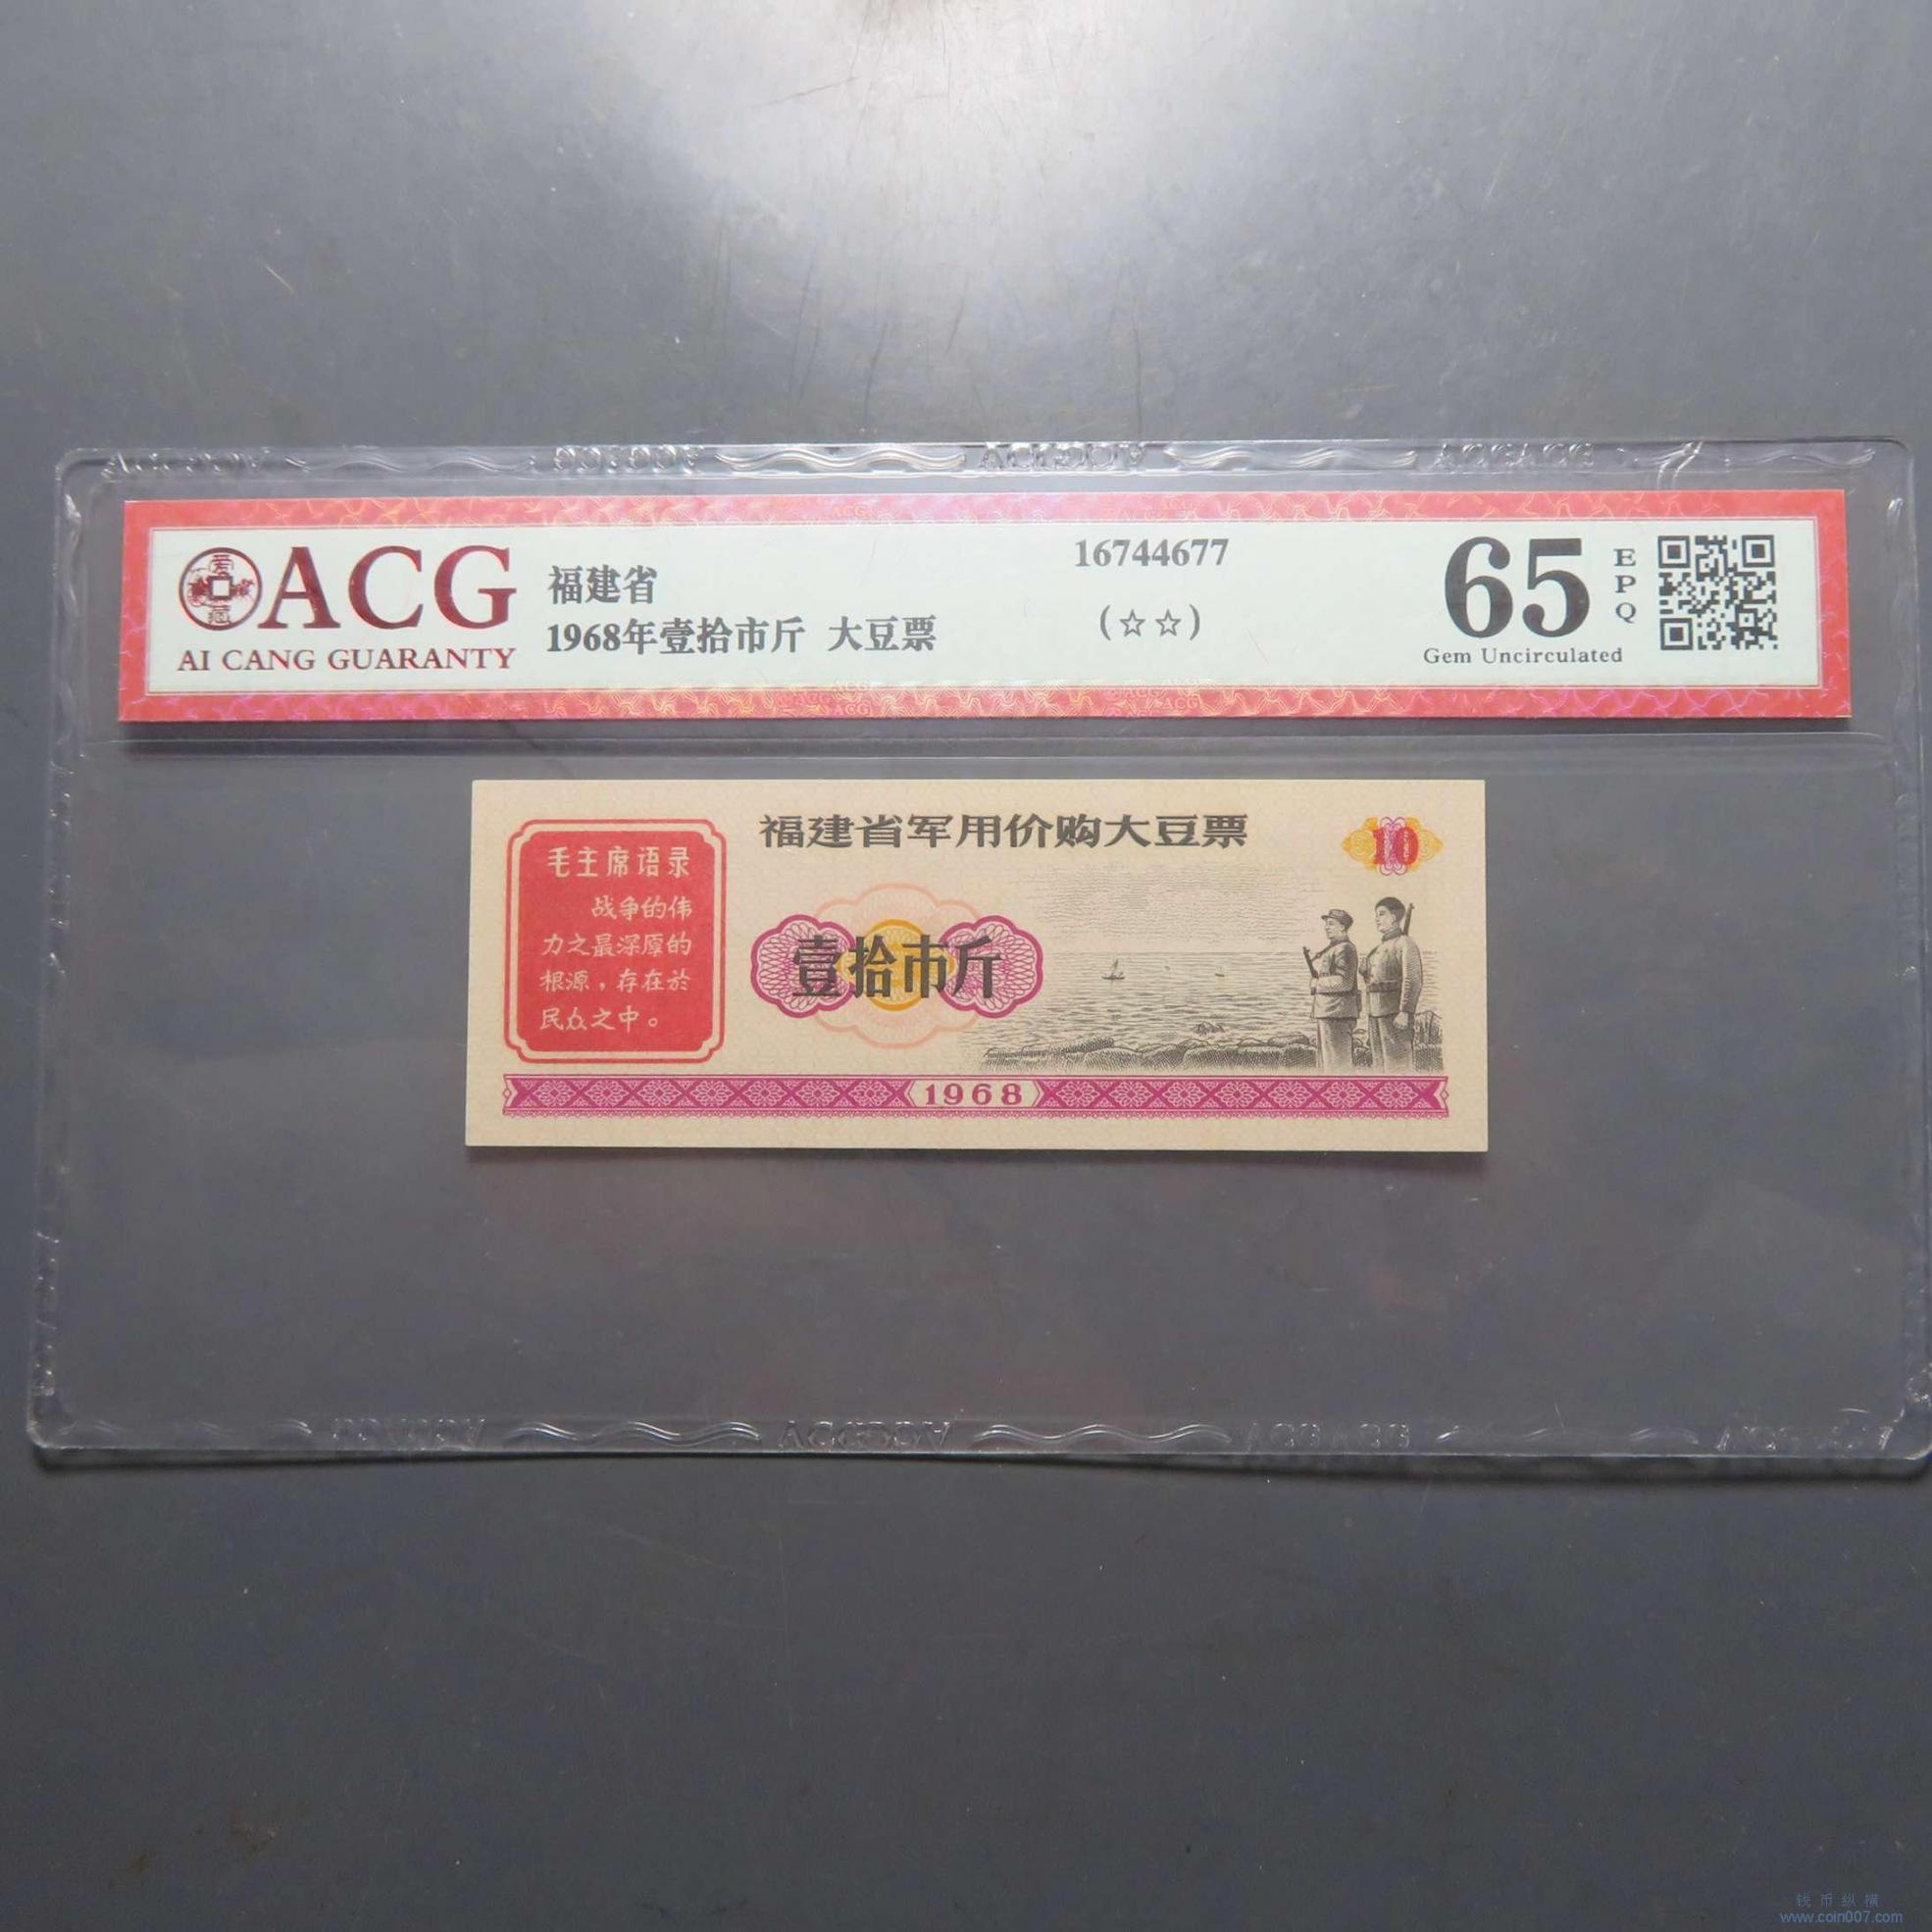 ACG
AI CANG GUARANTY
福建省
1968年壹拾市斤 大豆票
16744677
(☆☆)
65
EPQ
Gem Uncirculated
福建省军用价购大豆票
10
毛主席语录
战争的伟
力之最深厚的
根源，存在於
民众之中。
壹拾市斤
1968
钱币纵横
www.coin007.com